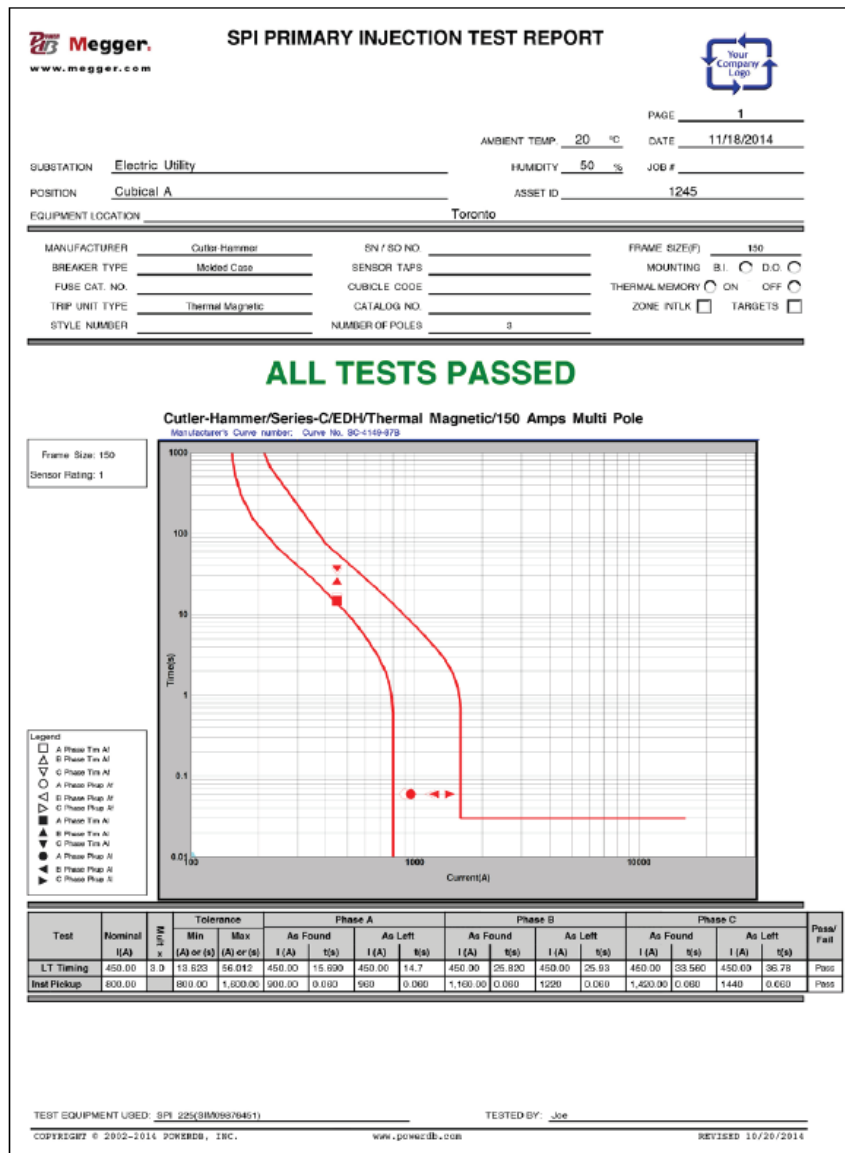 Megger.
www.megger.com
SPI PRIMARY INJECTION TEST REPORT
Your Company Logo
PAGE 1
AMBIENT TEMP. 20 ºC DATE 11/18/2014
SUBSTATION Electric Utility HUMIDITY 50 % JOB #
POSITION Cubical A ASSET ID 1245
EQUIPMENT LOCATION Toronto
MANUFACTURER Cutler-Hammer SN / SO NO. FRAME SIZE(F) 150
BREAKER TYPE Molded Case SENSOR TAPS MOUNTING B.I. D.O.
FUSE CAT. NO. CUBICLE CODE THERMAL MEMORY ON OFF
TRIP UNIT TYPE Thermal Magnetic CATALOG NO. ZONE INTLK TARGETS
STYLE NUMBER NUMBER OF POLES 3
ALL TESTS PASSED
Cutler-Hammer/Series-C/EDH/Thermal Magnetic/150 Amps Multi Pole
Manufacturer's Curve number: Curve No. SC-4149-87B
Frame Size: 150
Sensor Rating: 1
1000
100
10
1
0.1
0.01
Time(s)
100 1000 10000
Current(A)
Legend
A Phase Tim Af
B Phase Tim Af
C Phase Tim Af
A Phase Pkup Af
B Phase Pkup Af
C Phase Pkup Af
A Phase Tim Al
B Phase Tim Al
C Phase Tim Al
A Phase Pkup Al
B Phase Pkup Al
C Phase Pkup Al
Test Nominal Mult x Tolerance Phase A Phase B Phase C Pass/Fail
Min Max As Found As Left As Found As Left As Found As Left
I(A) (A) or (s) (A) or (s) I (A) t(s) I (A) t(s) I (A) t(s) I (A) t(s) I (A) t(s) I (A) t(s)
LT Timing 450.00 3.0 13.623 56.012 450.00 15.690 450.00 14.7 450.00 25.820 450.00 25.93 450.00 33.560 450.00 36.78 Pass
Inst Pickup 800.00 800.00 1,600.00 900.00 0.060 960 0.060 1,160.00 0.060 1220 0.060 1,420.00 0.060 1440 0.060 Pass
TEST EQUIPMENT USED: SPI 225(SIM09876451) TESTED BY: Joe
COPYRIGHT © 2002-2014 POWERDB, INC. www.powerdb.com REVISED 10/20/2014